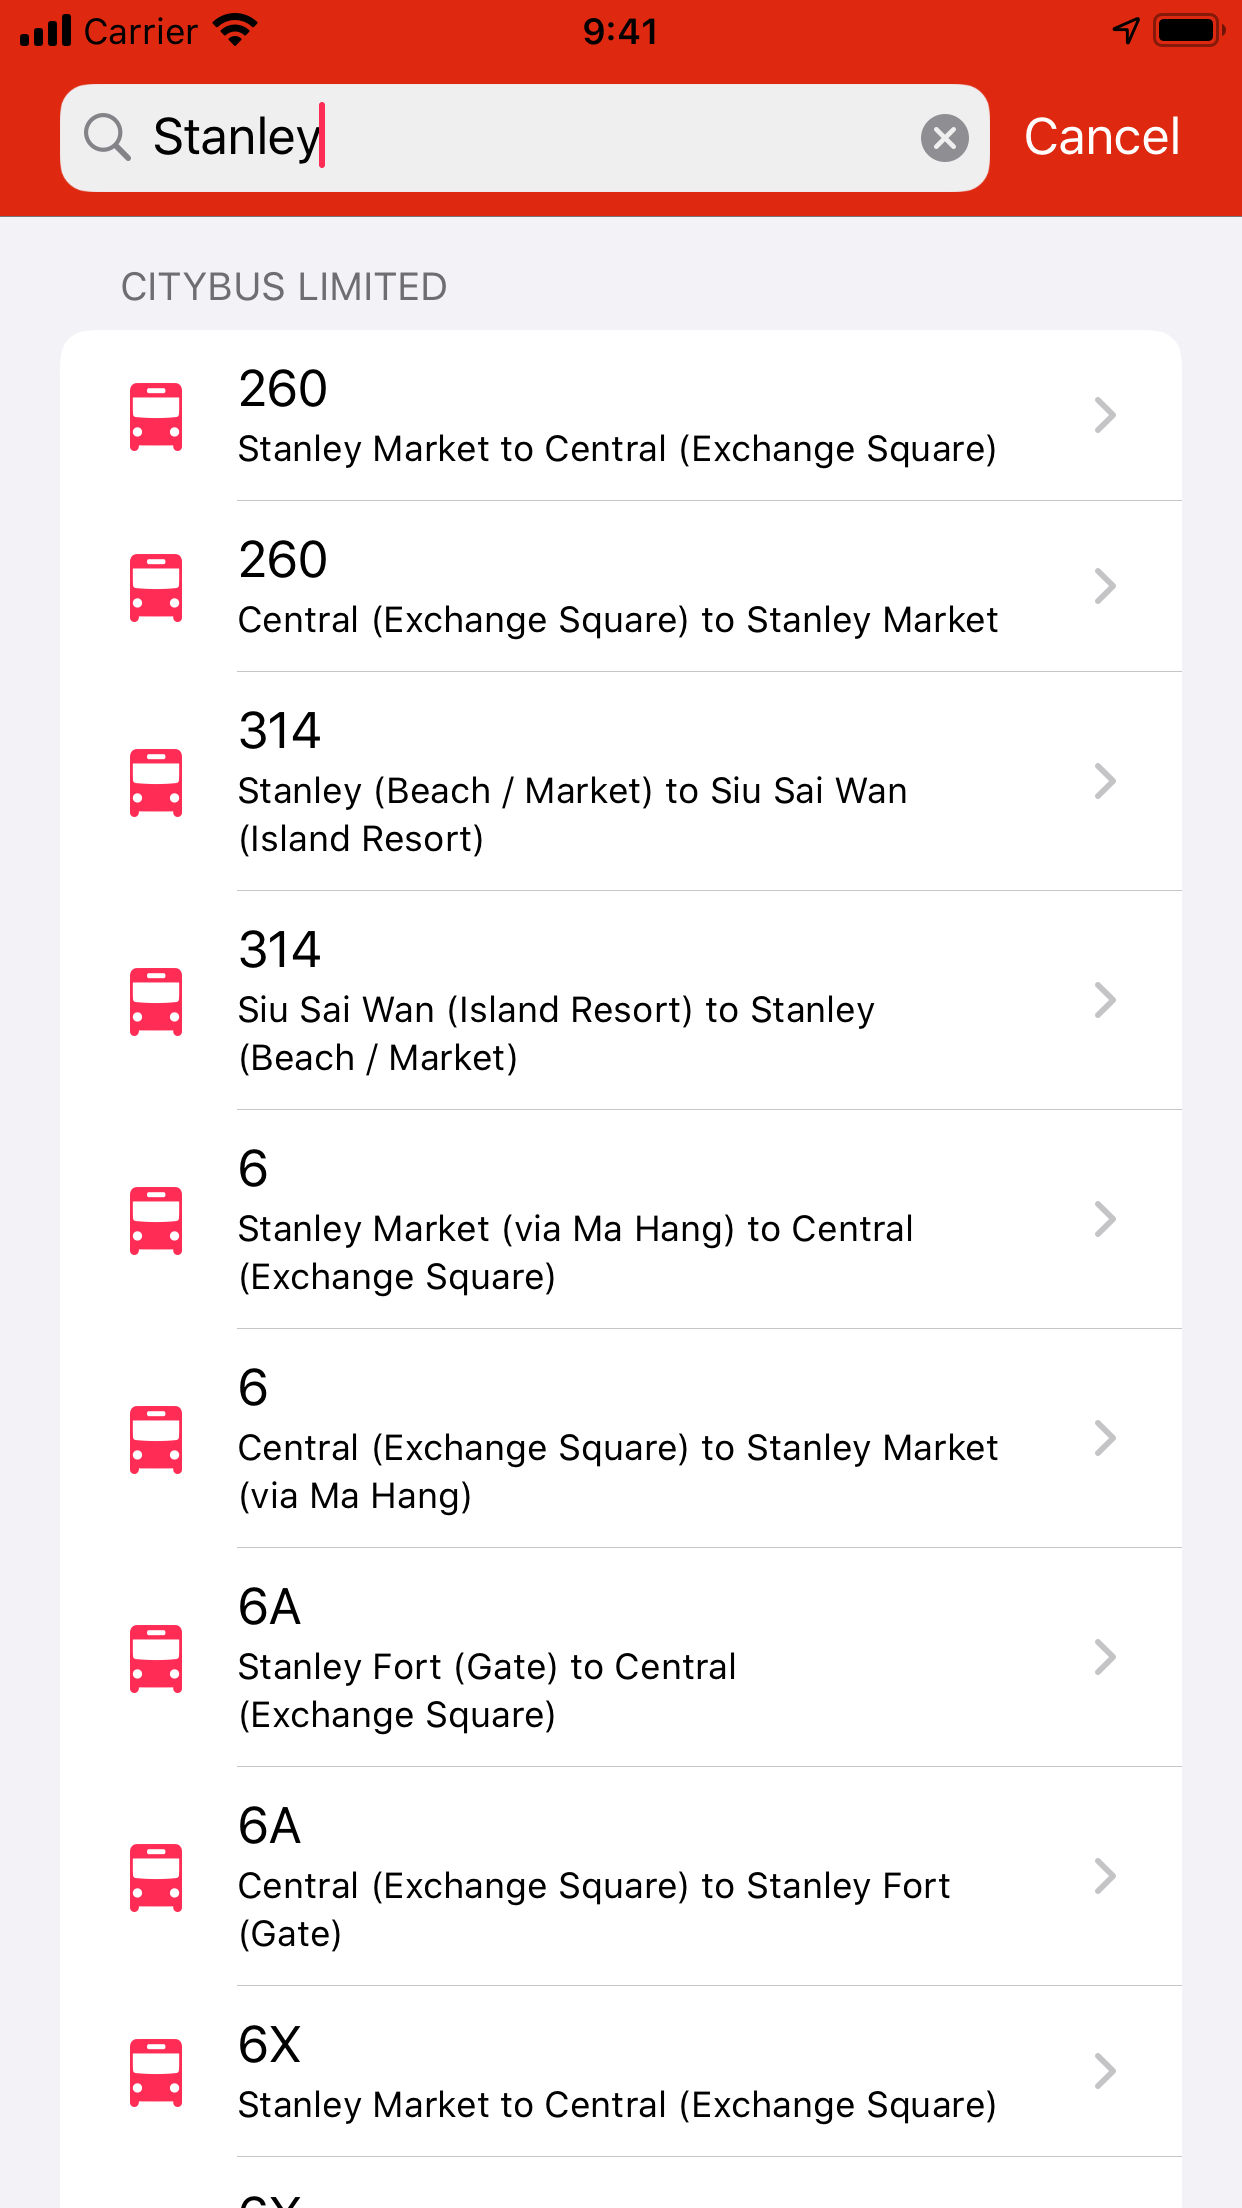 Carrier
9:41
Stanley
Cancel
CITYBUS LIMITED
260
Stanley Market to Central (Exchange Square)
260
Central (Exchange Square) to Stanley Market
314
Stanley (Beach / Market) to Siu Sai Wan
(Island Resort)
314
Siu Sai Wan (Island Resort) to Stanley
(Beach / Market)
6
Stanley Market (via Ma Hang) to Central
(Exchange Square)
6
Central (Exchange Square) to Stanley Market
(via Ma Hang)
6A
Stanley Fort (Gate) to Central
(Exchange Square)
6A
Central (Exchange Square) to Stanley Fort
(Gate)
6X
Stanley Market to Central (Exchange Square)
6X